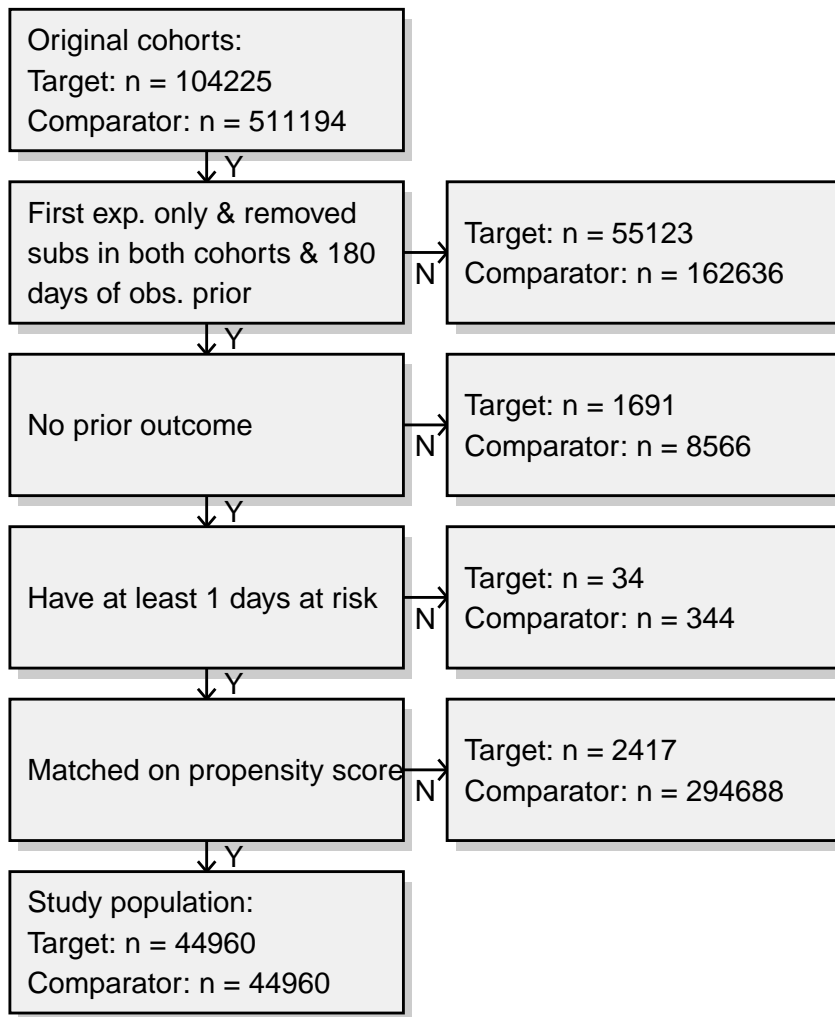 Original cohorts:
Target: n = 104225
Comparator: n = 511194
Y
First exp. only & removed
subs in both cohorts & 180
days of obs. prior
N
Target: n = 55123
Comparator: n = 162636
Y
No prior outcome
N
Target: n = 1691
Comparator: n = 8566
Y
Have at least 1 days at risk
N
Target: n = 34
Comparator: n = 344
Y
Matched on propensity score
N
Target: n = 2417
Comparator: n = 294688
Y
Study population:
Target: n = 44960
Comparator: n = 44960